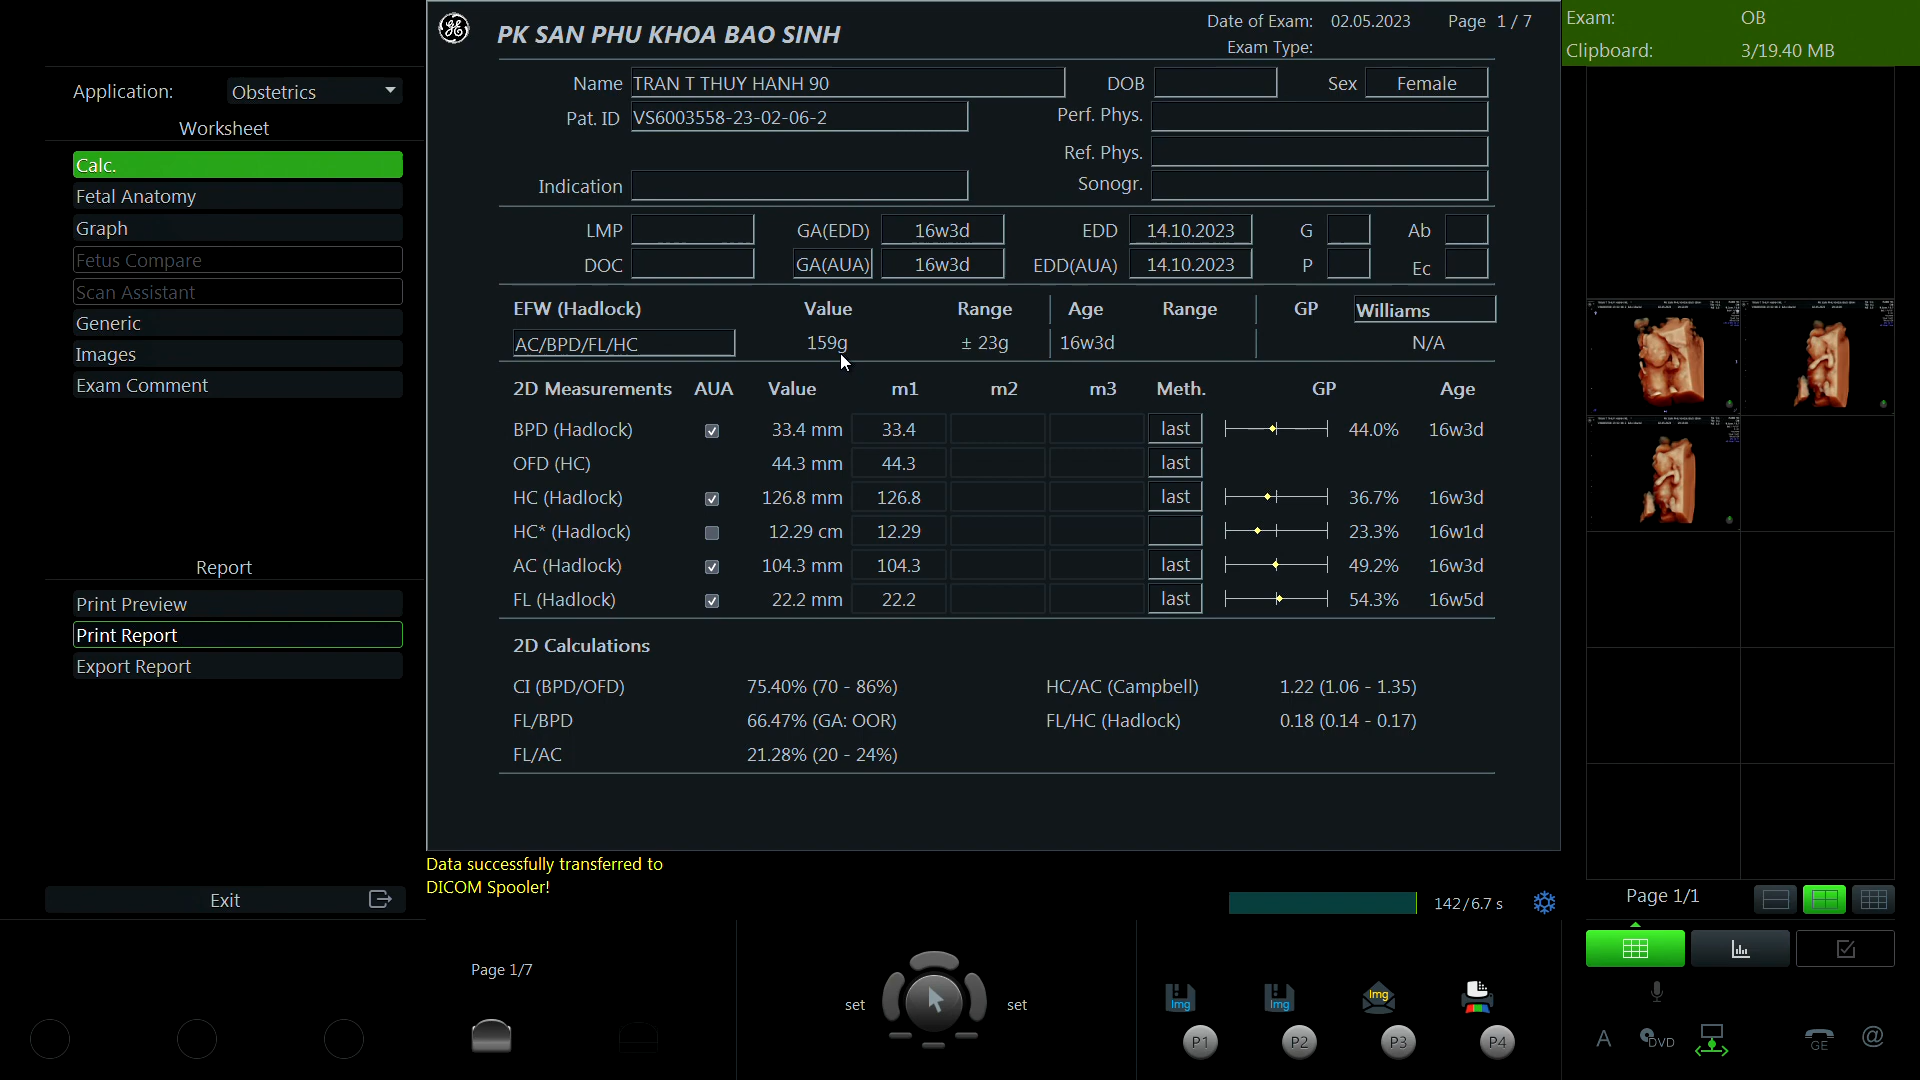 PK SAN PHU KHOA BAO SINH
Date of Exam: 02.05.2023 Page 1 / 7
Exam Type:
Exam: OB
Clipboard: 3/19.40 MB
Application: Obstetrics
Worksheet
Calc.
Fetal Anatomy
Graph
Fetus Compare
Scan Assistant
Generic
Images
Exam Comment
Report
Print Preview
Print Report
Export Report
Exit
Name TRAN T THUY HANH 90 DOB Sex Female
Pat. ID VS6003558-23-02-06-2 Perf. Phys.
Ref. Phys.
Indication Sonogr.
LMP GA(EDD) 16w3d EDD 14.10.2023 G Ab
DOC GA(AUA) 16w3d EDD(AUA) 14.10.2023 P Ec
EFW (Hadlock) Value Range Age Range GP Williams
AC/BPD/FL/HC 159g ± 23g 16w3d N/A
2D Measurements AUA Value m1 m2 m3 Meth. GP Age
BPD (Hadlock) 33.4 mm 33.4 last 44.0% 16w3d
OFD (HC) 44.3 mm 44.3 last
HC (Hadlock) 126.8 mm 126.8 last 36.7% 16w3d
HC* (Hadlock) 12.29 cm 12.29 23.3% 16w1d
AC (Hadlock) 104.3 mm 104.3 last 49.2% 16w3d
FL (Hadlock) 22.2 mm 22.2 last 54.3% 16w5d
2D Calculations
CI (BPD/OFD) 75.40% (70 - 86%) HC/AC (Campbell) 1.22 (1.06 - 1.35)
FL/BPD 66.47% (GA: OOR) FL/HC (Hadlock) 0.18 (0.14 - 0.17)
FL/AC 21.28% (20 - 24%)
Data successfully transferred to
DICOM Spooler!
142/6.7 s
Page 1/1
Page 1/7
set set
Img Img Img
P1 P2 P3 P4
A DVD GE @